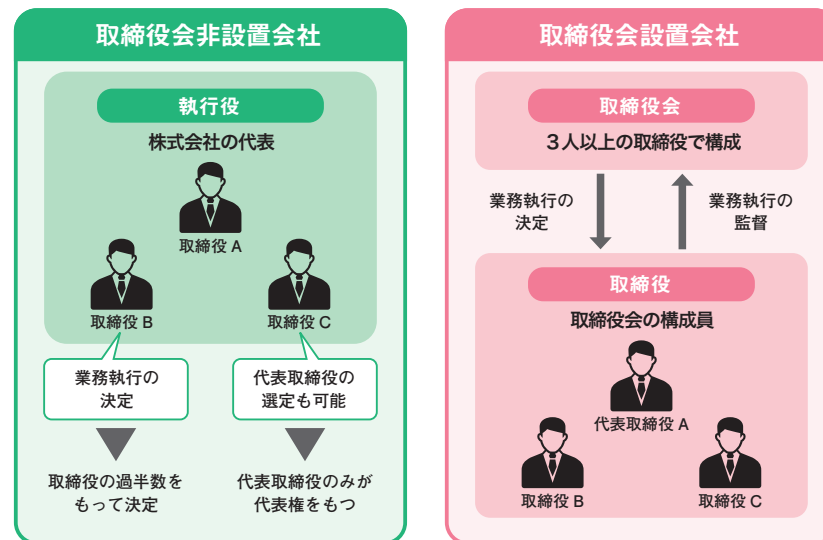 取締役会非設置会社
執行役
株式会社の代表
取締役 A
取締役 B
取締役 C
業務執行の
決定
代表取締役の
選定も可能
取締役の過半数を
もって決定
代表取締役のみが
代表権をもつ
取締役会設置会社
取締役会
3人以上の取締役で構成
業務執行の
決定
業務執行の
監督
取締役
取締役会の構成員
代表取締役 A
取締役 B
取締役 C